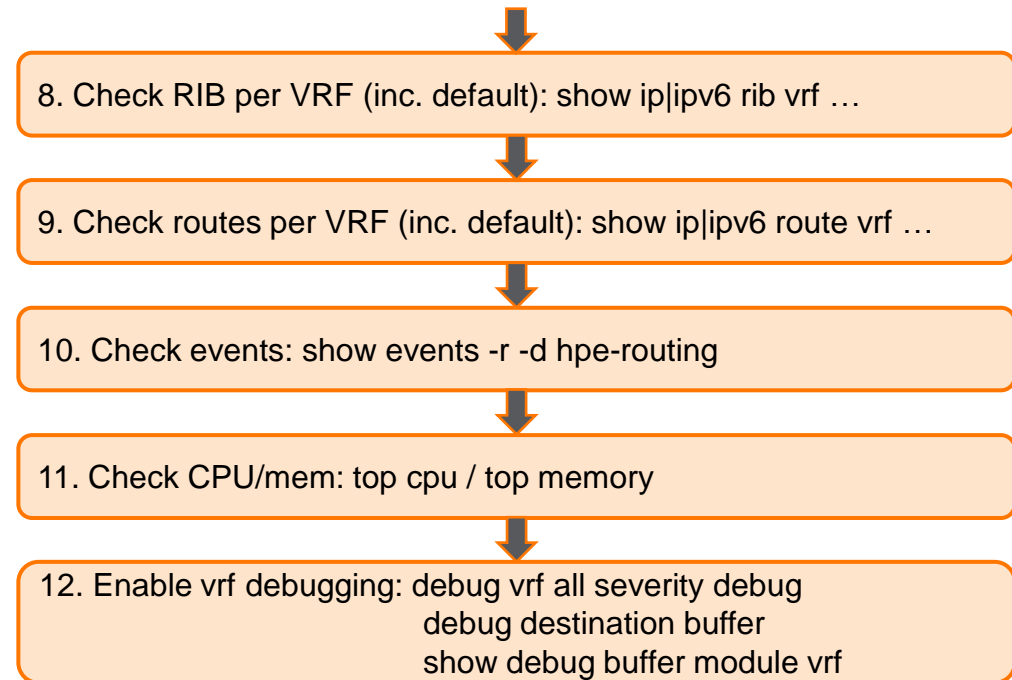 8. Check RIB per VRF (inc. default): show ip|ipv6 rib vrf …
9. Check routes per VRF (inc. default): show ip|ipv6 route vrf …
10. Check events: show events -r -d hpe-routing
11. Check CPU/mem: top cpu / top memory
12. Enable vrf debugging: debug vrf all severity debug
debug destination buffer
show debug buffer module vrf